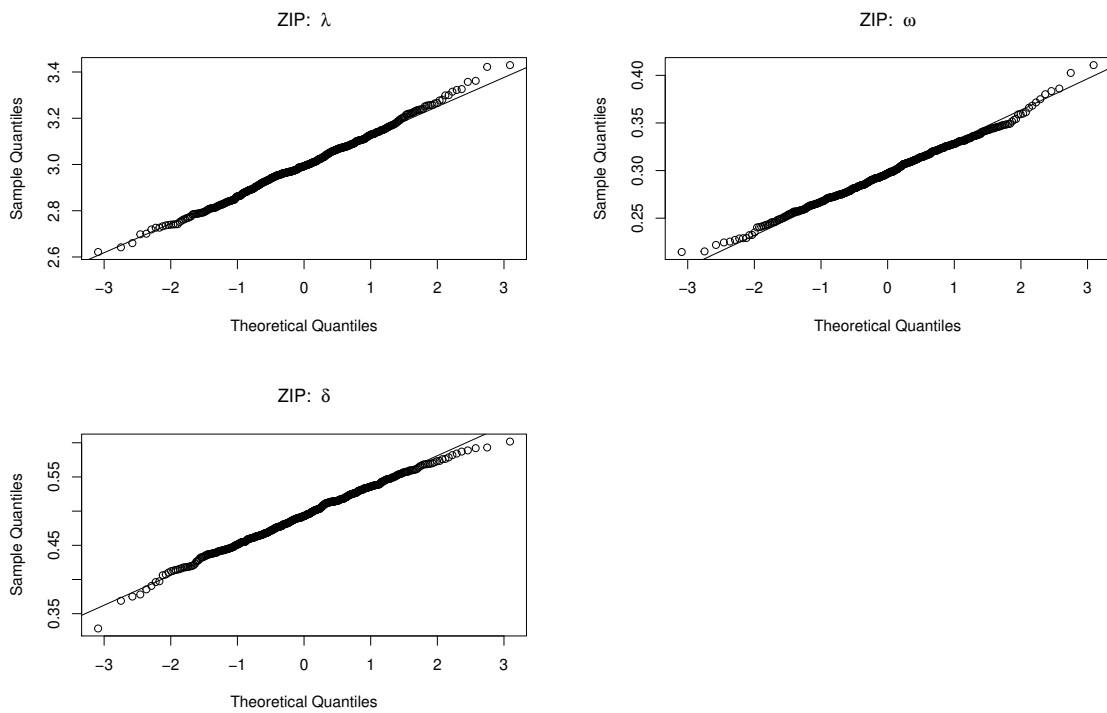 ZIP: λ
Sample Quantiles
2.6 2.8 3.0 3.2 3.4
−3 −2 −1 0 1 2 3
Theoretical Quantiles
ZIP: ω
Sample Quantiles
0.25 0.30 0.35 0.40
−3 −2 −1 0 1 2 3
Theoretical Quantiles
ZIP: δ
Sample Quantiles
0.35 0.45 0.55
−3 −2 −1 0 1 2 3
Theoretical Quantiles